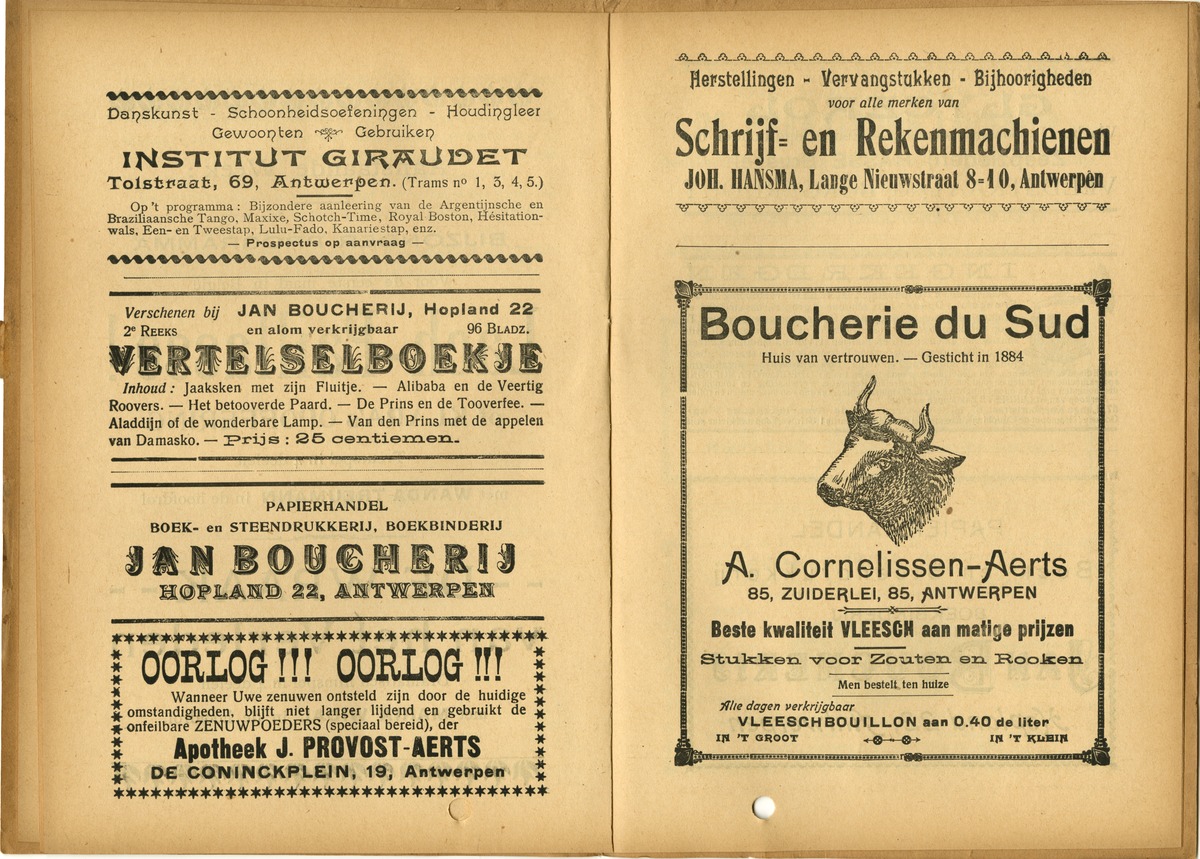 Danskunst - Schoonheidsoefeningen - Houdingleer
Gewoonten Gebruiken
INSTITUT GIRAUDET
Tolstraat, 69, Antwerpen. (Trams nº 1, 3, 4, 5.)
Op 't programma : Bijzondere aanleering van de Argentijnsche en
Braziliaansche Tango, Maxixe, Schotch-Time, Royal Boston, Hésitation-
wals, Een- en Tweestap, Lulu-Fado, Kanariestap, enz.
— Prospectus op aanvraag —
Verschenen bij JAN BOUCHERIJ, Hopland 22
2e REEKS en alom verkrijgbaar 96 BLADZ.
VERTELSELBOEKJE
Inhoud : Jaaksken met zijn Fluitje. — Alibaba en de Veertig
Roovers. — Het betooverde Paard. — De Prins en de Tooverfee. —
Aladdijn of de wonderbare Lamp. — Van den Prins met de appelen
van Damasko. — Prijs : 25 centiemen.
PAPIERHANDEL
BOEK- en STEENDRUKKERIJ, BOEKBINDERIJ
JAN BOUCHERIJ
HOPLAND 22, ANTWERPEN
OORLOG !!! OORLOG !!!
Wanneer Uwe zenuwen ontsteld zijn door de huidige
omstandigheden, blijft niet langer lijdend en gebruikt de
onfeilbare ZENUWPOEDERS (speciaal bereid), der
Apotheek J. PROVOST-AERTS
DE CONINCKPLEIN, 19, Antwerpen
Herstellingen - Vervangstukken - Bijhoorigheden
voor alle merken van
Schrijf= en Rekenmachienen
JOH. HANSMA, Lange Nieuwstraat 8=10, Antwerpen
Boucherie du Sud
Huis van vertrouwen. — Gesticht in 1884
A. Cornelissen-Aerts
85, ZUIDERLEI, 85, ANTWERPEN
Beste kwaliteit VLEESCH aan matige prijzen
Stukken voor Zouten en Rooken
Men bestelt ten huize
Alle dagen verkrijgbaar
VLEESCHBOUILLON aan 0.40 de liter
IN 'T GROOT IN 'T KLEIN